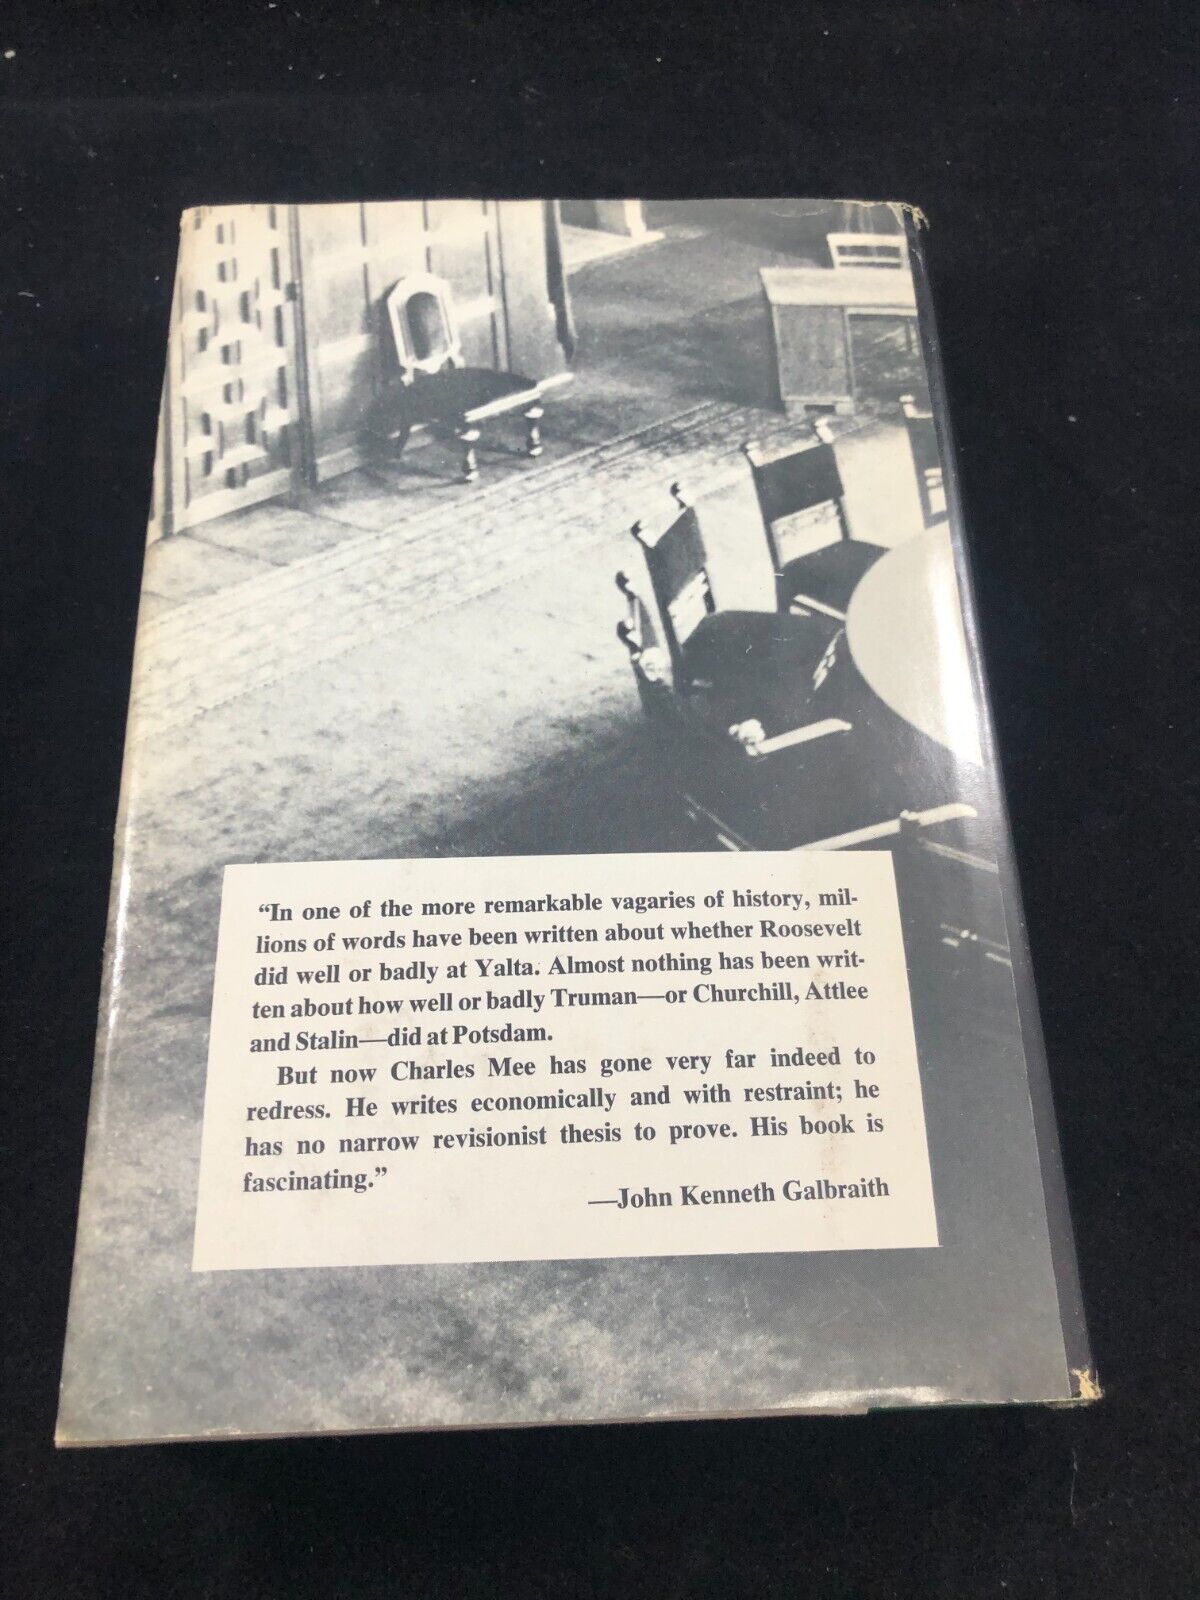 “In one of the more remarkable vagaries of history, mil-
lions of words have been written about whether Roosevelt
did well or badly at Yalta. Almost nothing has been writ-
ten about how well or badly Truman—or Churchill, Attlee
and Stalin—did at Potsdam.
But now Charles Mee has gone very far indeed to
redress. He writes economically and with restraint; he
has no narrow revisionist thesis to prove. His book is
fascinating.”
—John Kenneth Galbraith